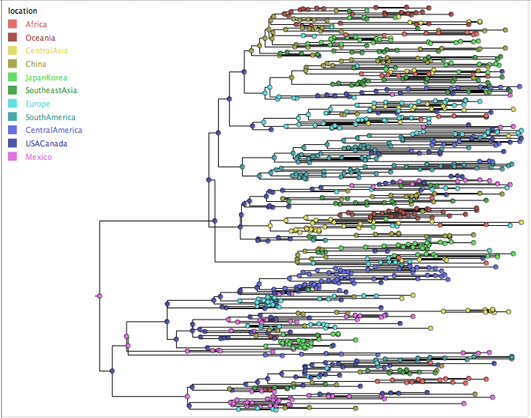 location
Africa
Oceania
CentralAsia
China
JapanKorea
SoutheastAsia
Europe
SouthAmerica
CentralAmerica
USACanada
Mexico